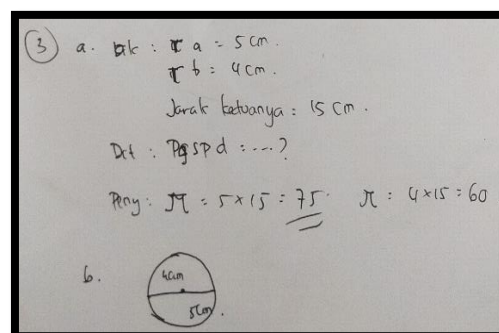 3 a. dik : r a = 5 cm.
r b = 4 cm.
Jarak keduanya = 15 cm.
Dit : Pgspd = ....?
Peny : π = 5 × 15 = 75. π = 4 × 15 = 60
b.
4cm
5cm.